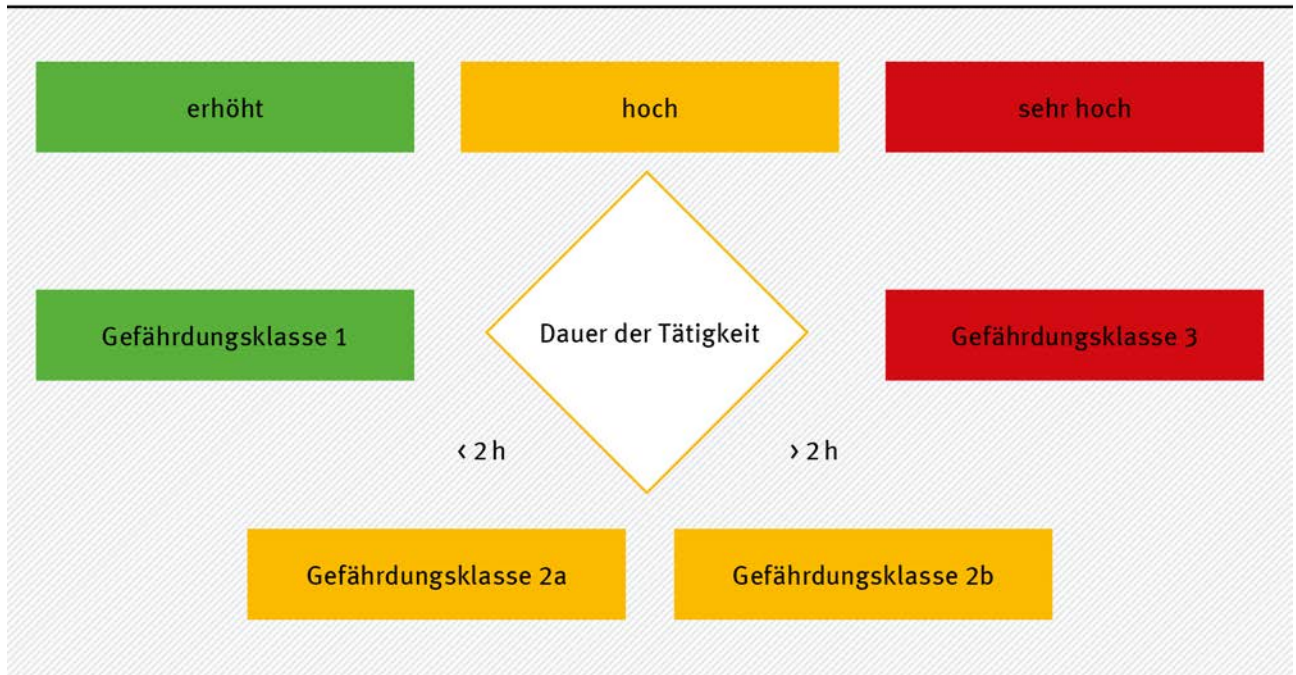 erhöht
hoch
sehr hoch
Gefährdungsklasse 1
Dauer der Tätigkeit
Gefährdungsklasse 3
< 2 h
> 2 h
Gefährdungsklasse 2a
Gefährdungsklasse 2b